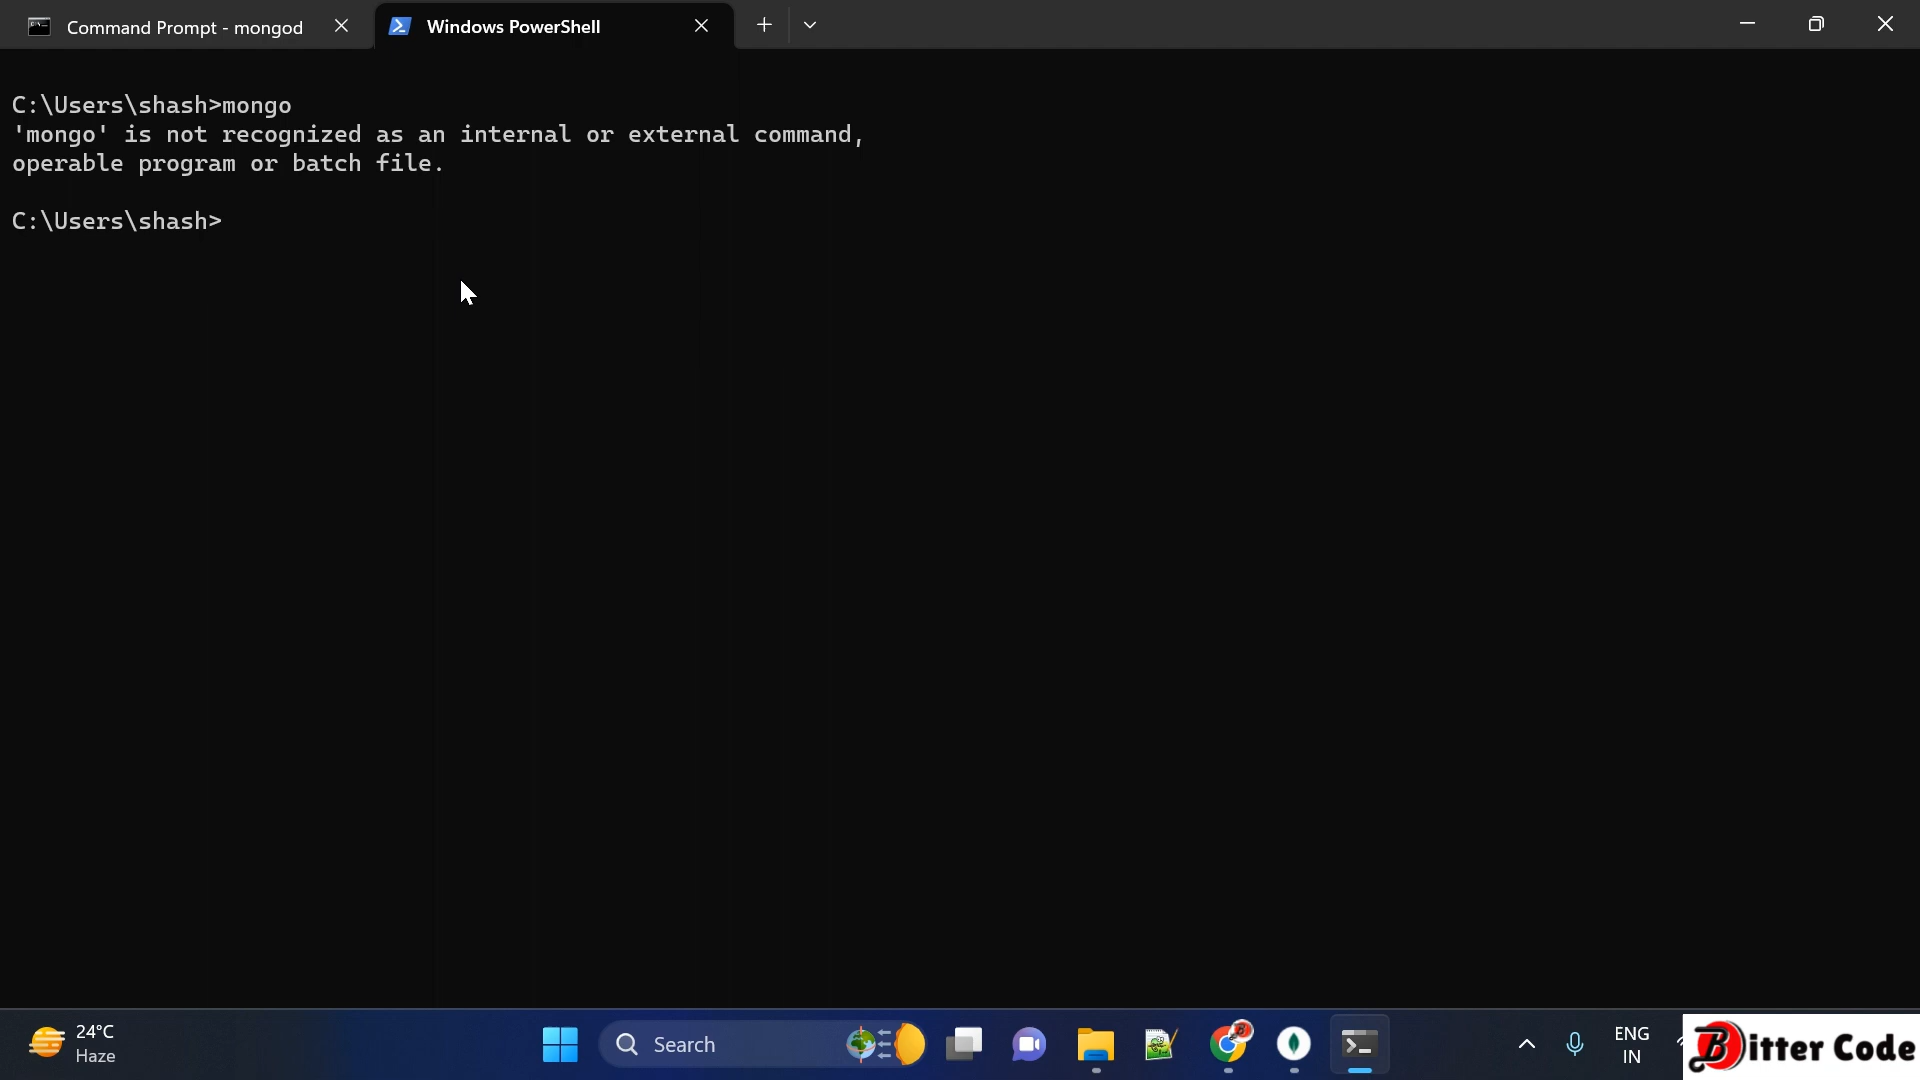 Command Prompt - mongod
Windows PowerShell
C:\Users\shash>mongo
'mongo' is not recognized as an internal or external command,
operable program or batch file.
C:\Users\shash>
24°C
Haze
Search
ENG
IN
Bitter Code